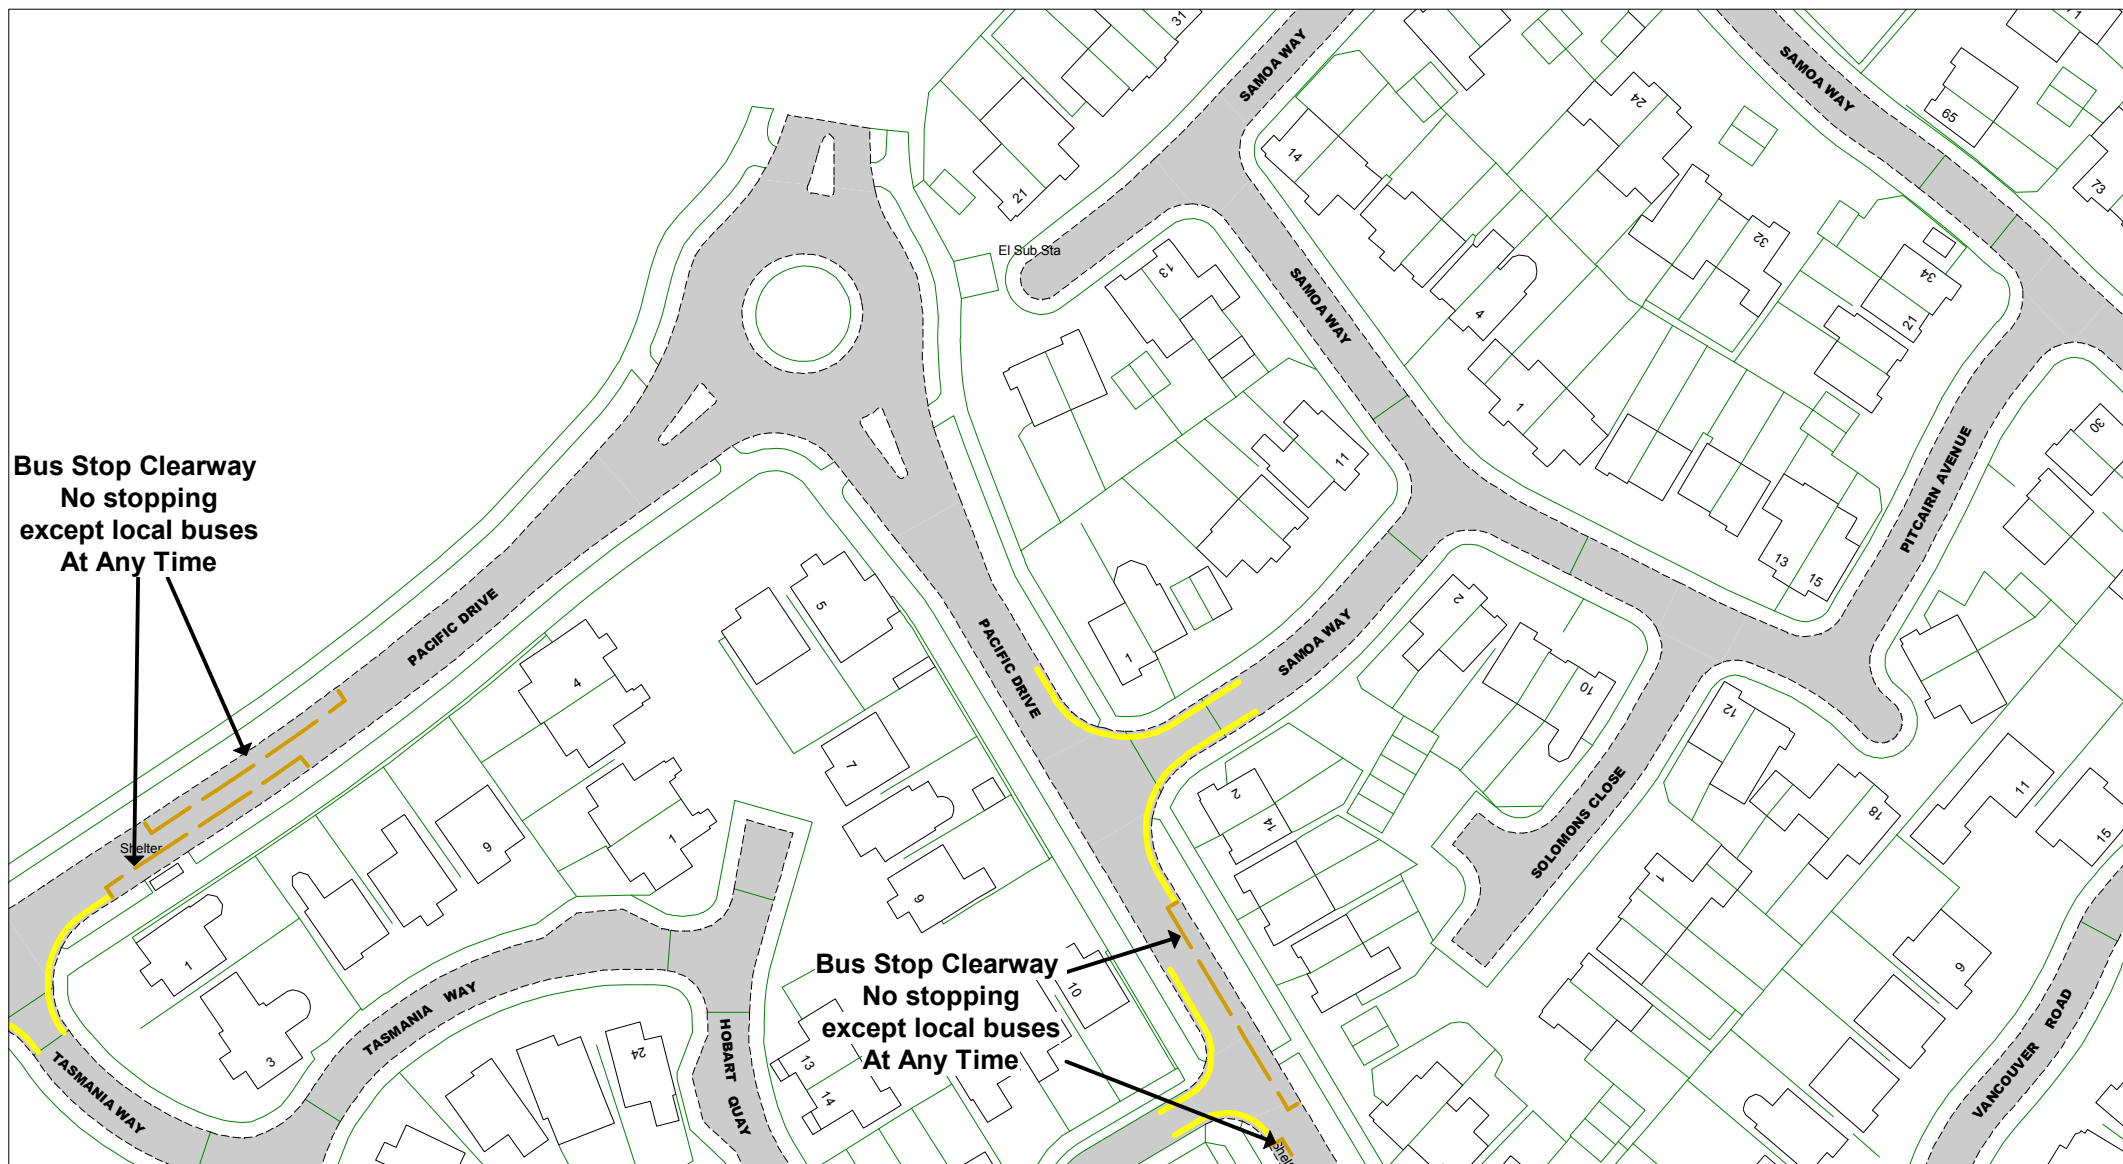 31
SAMOA WAY
SAMOA WAY
71
65
24
14
73
21
El Sub Sta
13
32
34
SAMOA WAY
4
21
1
11
30
PITCAIRN AVENUE
Bus Stop Clearway
No stopping
except local buses
At Any Time
13
15
PACIFIC DRIVE
5
2
SAMOA WAY
1
PACIFIC DRIVE
4
10
12
7
2
14
11
18
15
SOLOMONS CLOSE
Shelter
9
1
1
9
1
Bus Stop Clearway
No stopping
except local buses
At Any Time
10
9
TASMANIA WAY
3
TASMANIA WAY
24
HOBART QUAY
13
14
VANCOUVER ROAD